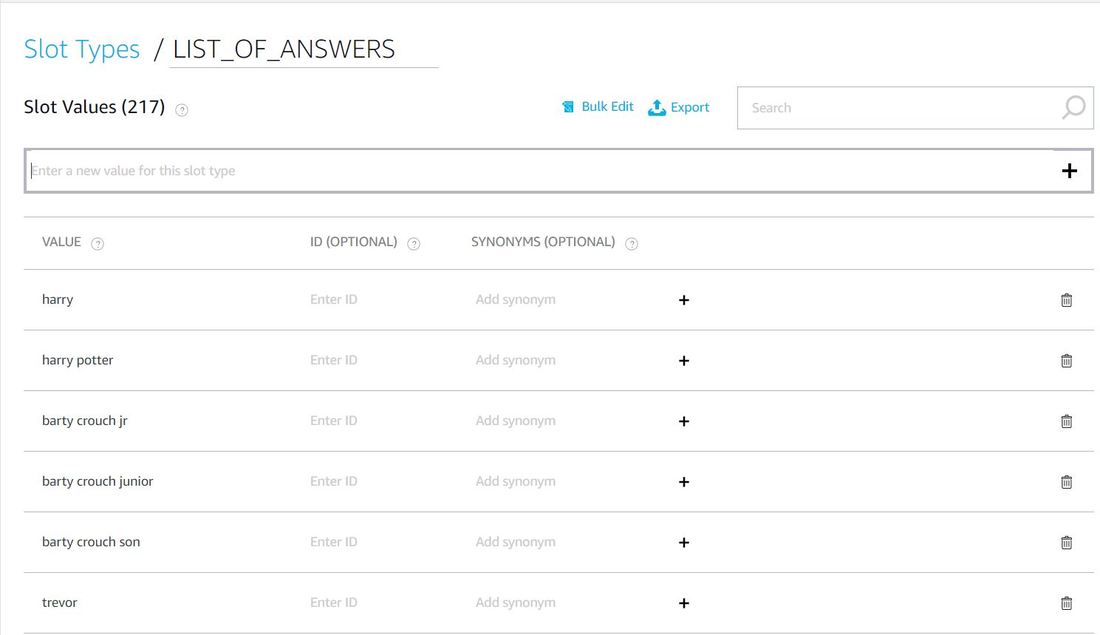 Slot Types / LIST_OF_ANSWERS
Slot Values (217) ? Bulk Edit Export Search
Enter a new value for this slot type +
VALUE ? ID (OPTIONAL) ? SYNONYMS (OPTIONAL) ?
harry Enter ID Add synonym +
harry potter Enter ID Add synonym +
barty crouch jr Enter ID Add synonym +
barty crouch junior Enter ID Add synonym +
barty crouch son Enter ID Add synonym +
trevor Enter ID Add synonym +